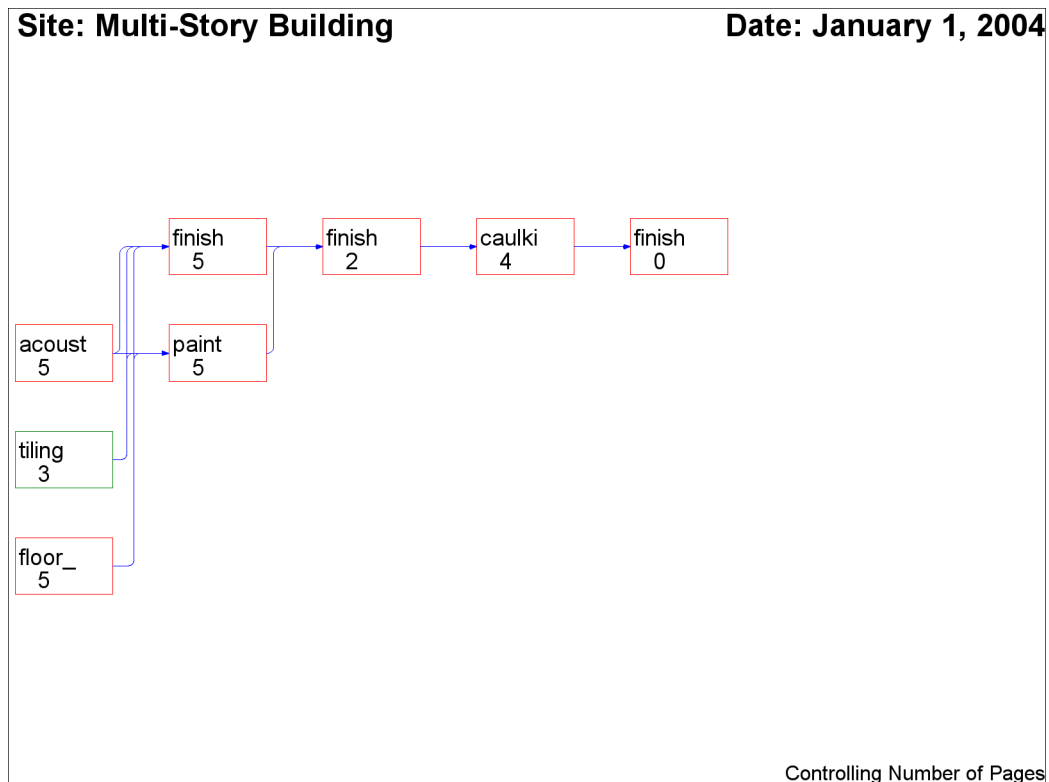 Site: Multi-Story Building
Date: January 1, 2004
finish
5
finish
2
caulki
4
finish
0
acoust
5
paint
5
tiling
3
floor_
5
Controlling Number of Pages